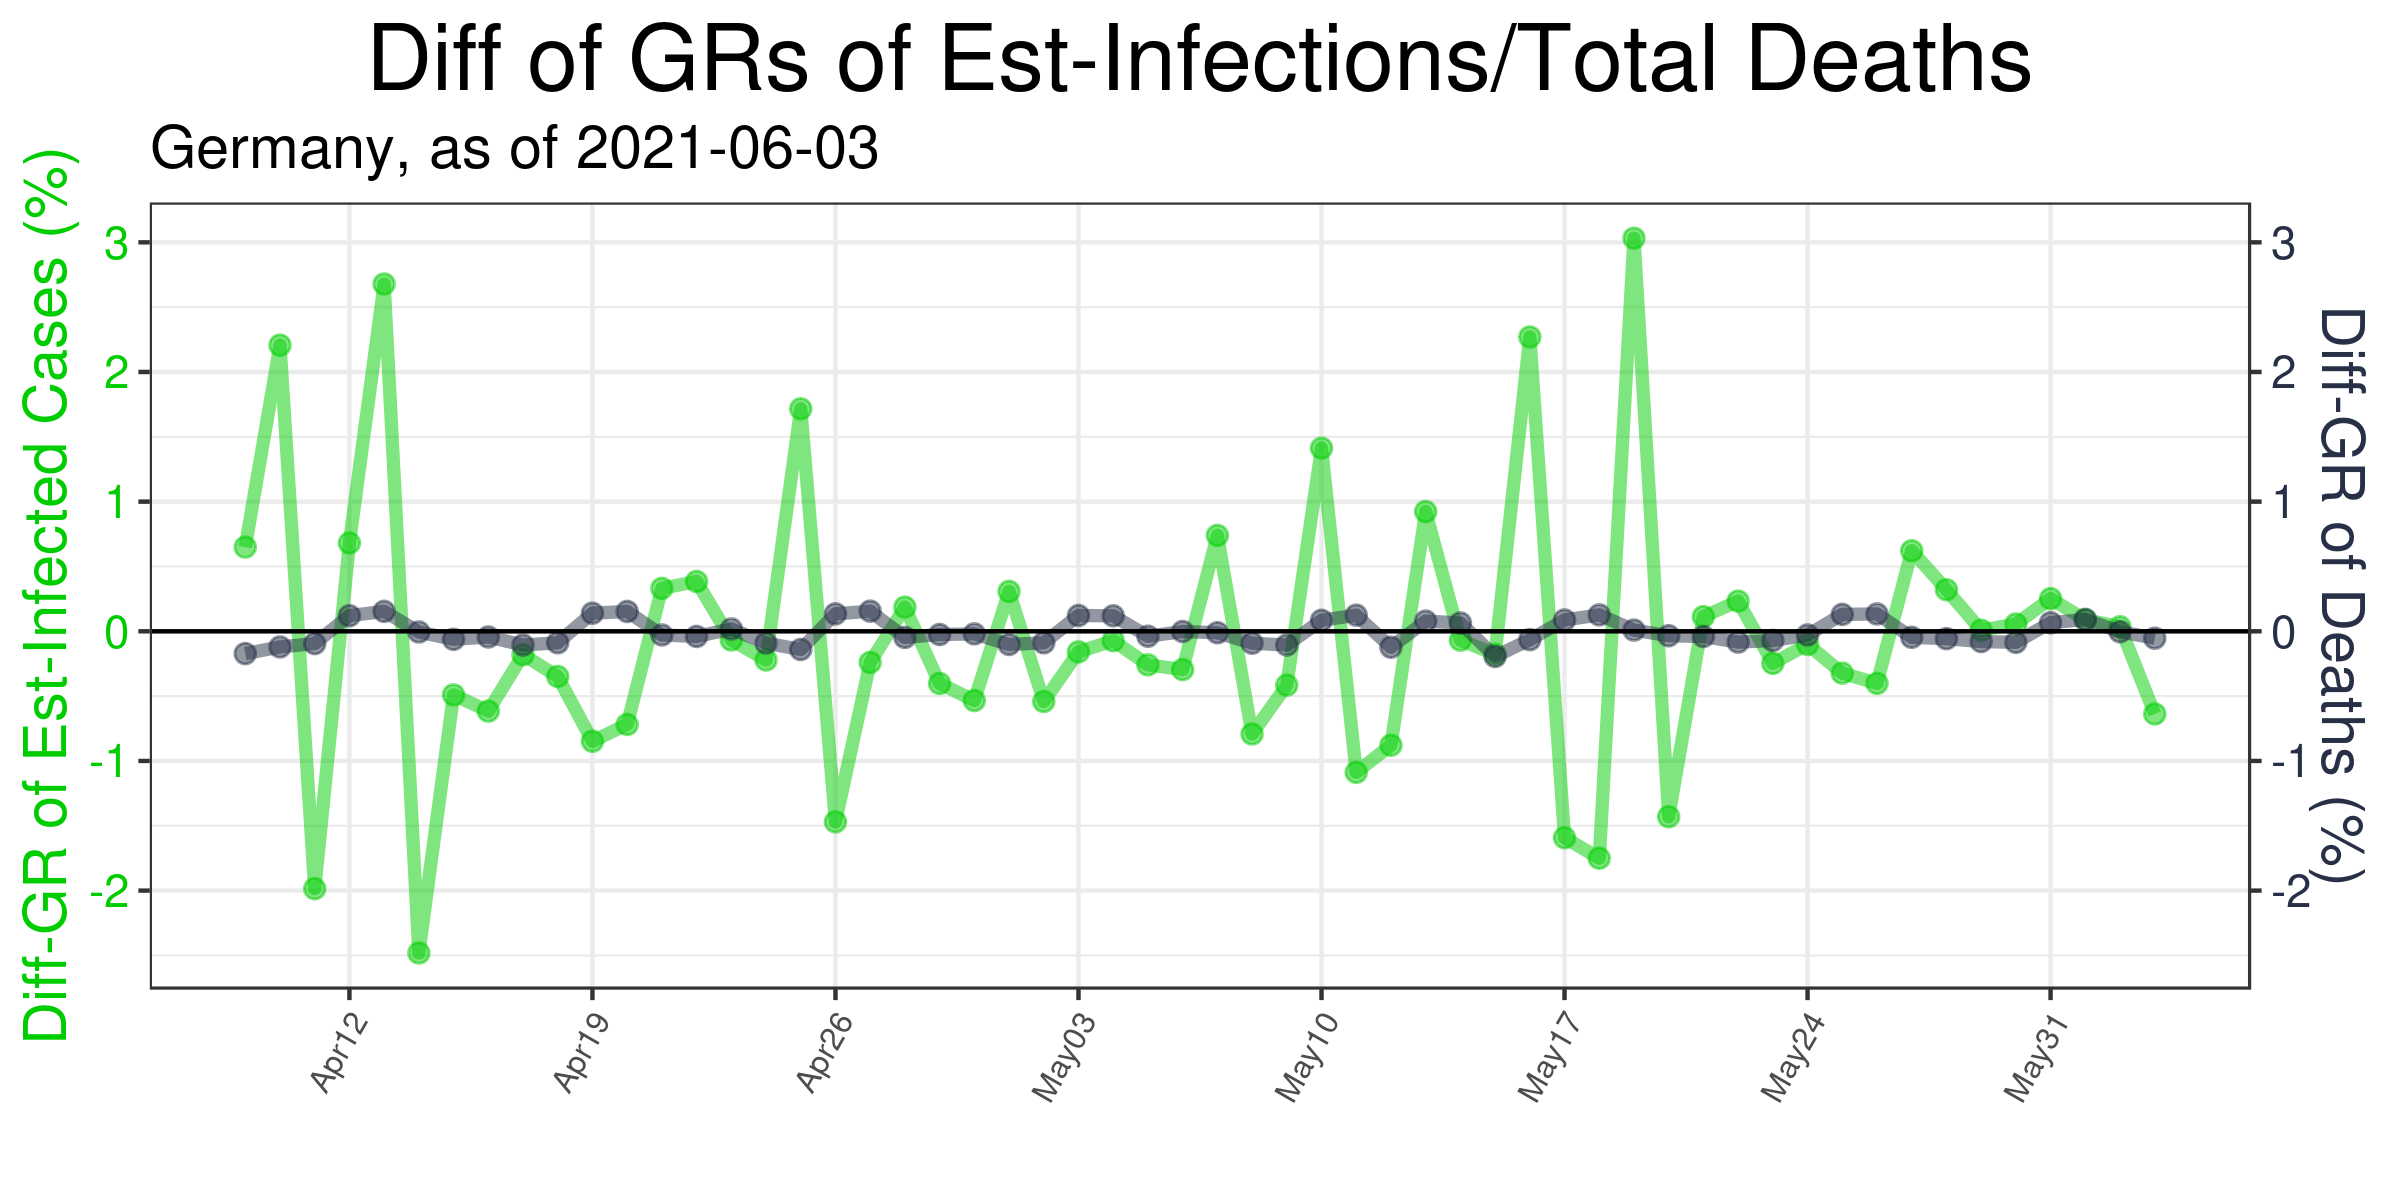 Diff of GRs of Est-Infections/Total Deaths
Germany, as of 2021-06-03
Diff-GR of Est-Infected Cases (%)
3
2
1
0
-1
-2
3
2
1
0
-1
-2
Diff-GR of Deaths (%)
Apr12
Apr19
Apr26
May03
May10
May17
May24
May31